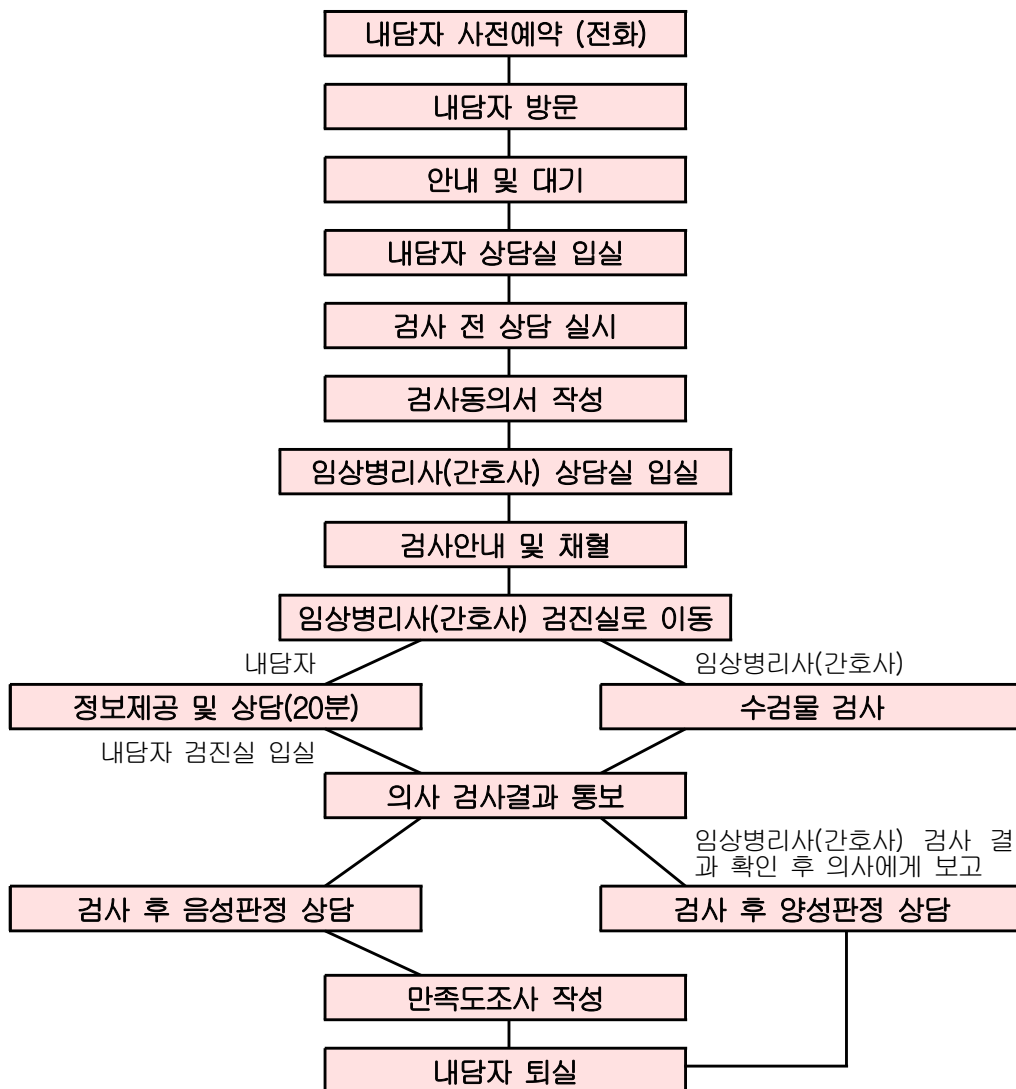 내담자 사전예약 (전화)
내담자 방문
안내 및 대기
내담자 상담실 입실
검사 전 상담 실시
검사동의서 작성
임상병리사(간호사) 상담실 입실
검사안내 및 채혈
임상병리사(간호사) 검진실로 이동
내담자
임상병리사(간호사)
정보제공 및 상담(20분)
수검물 검사
내담자 검진실 입실
의사 검사결과 통보
임상병리사(간호사) 검사 결
과 확인 후 의사에게 보고
검사 후 음성판정 상담
검사 후 양성판정 상담
만족도조사 작성
내담자 퇴실